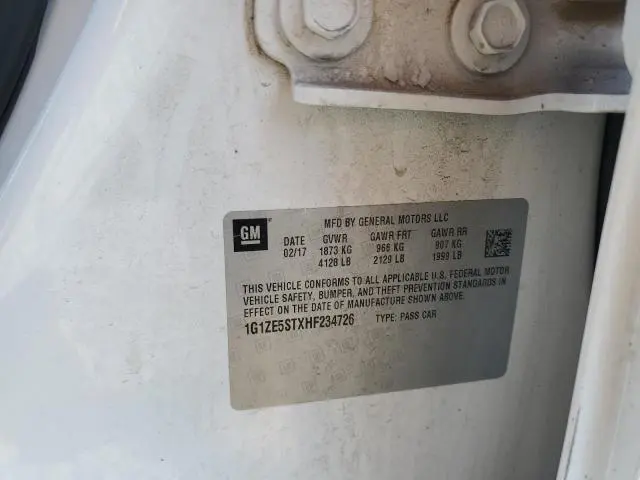 GM
MFD BY GENERAL MOTORS LLC
DATE GVWR GAWR FRT GAWR RR
02/17 1873 KG 966 KG 907 KG
4128 LB 2129 LB 1999 LB
THIS VEHICLE CONFORMS TO ALL APPLICABLE U.S. FEDERAL MOTOR
VEHICLE SAFETY, BUMPER, AND THEFT PREVENTION STANDARDS IN
EFFECT ON THE DATE OF MANUFACTURE SHOWN ABOVE.
1G1ZE5STXHF234726 TYPE: PASS CAR